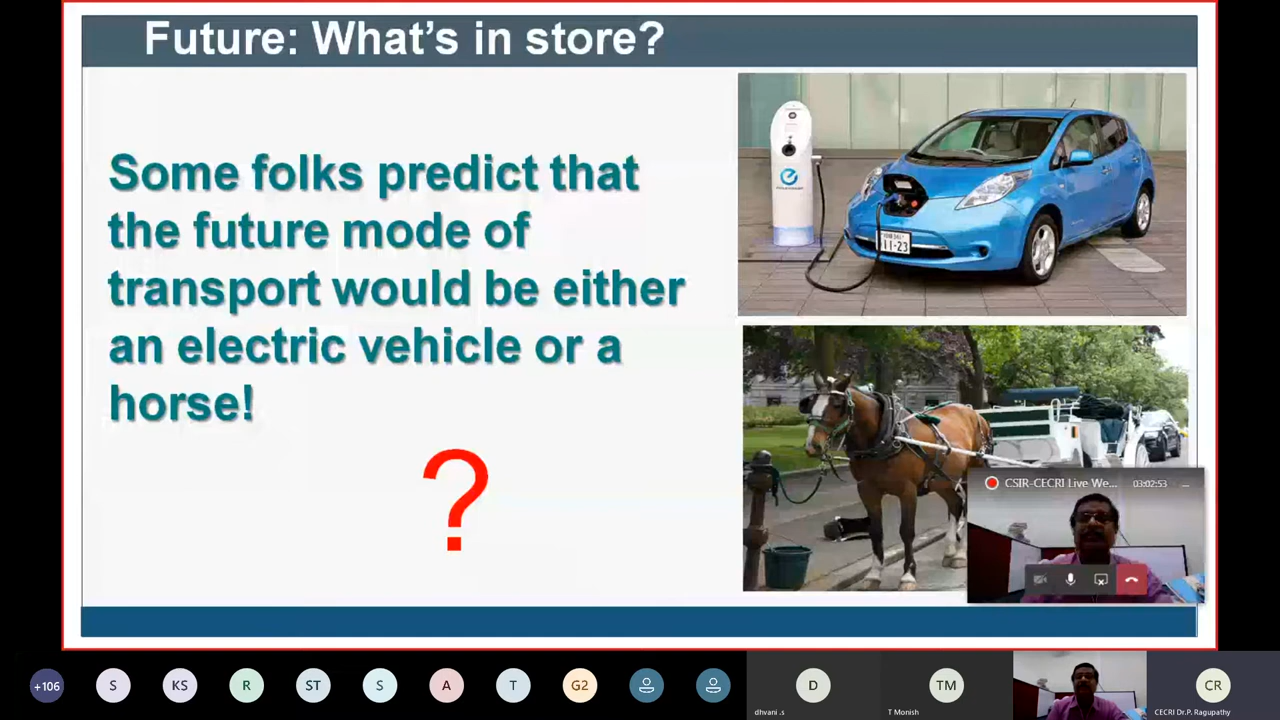 Future: What's in store?
Some folks predict that
the future mode of
transport would be either
an electric vehicle or a
horse!
?
11-23
CSIR-CECRI Live We... 03:02:53 ...
+106 S KS R ST S A T G2 D TM CR
dhvani .s T Monish CECRI Dr.P. Ragupathy